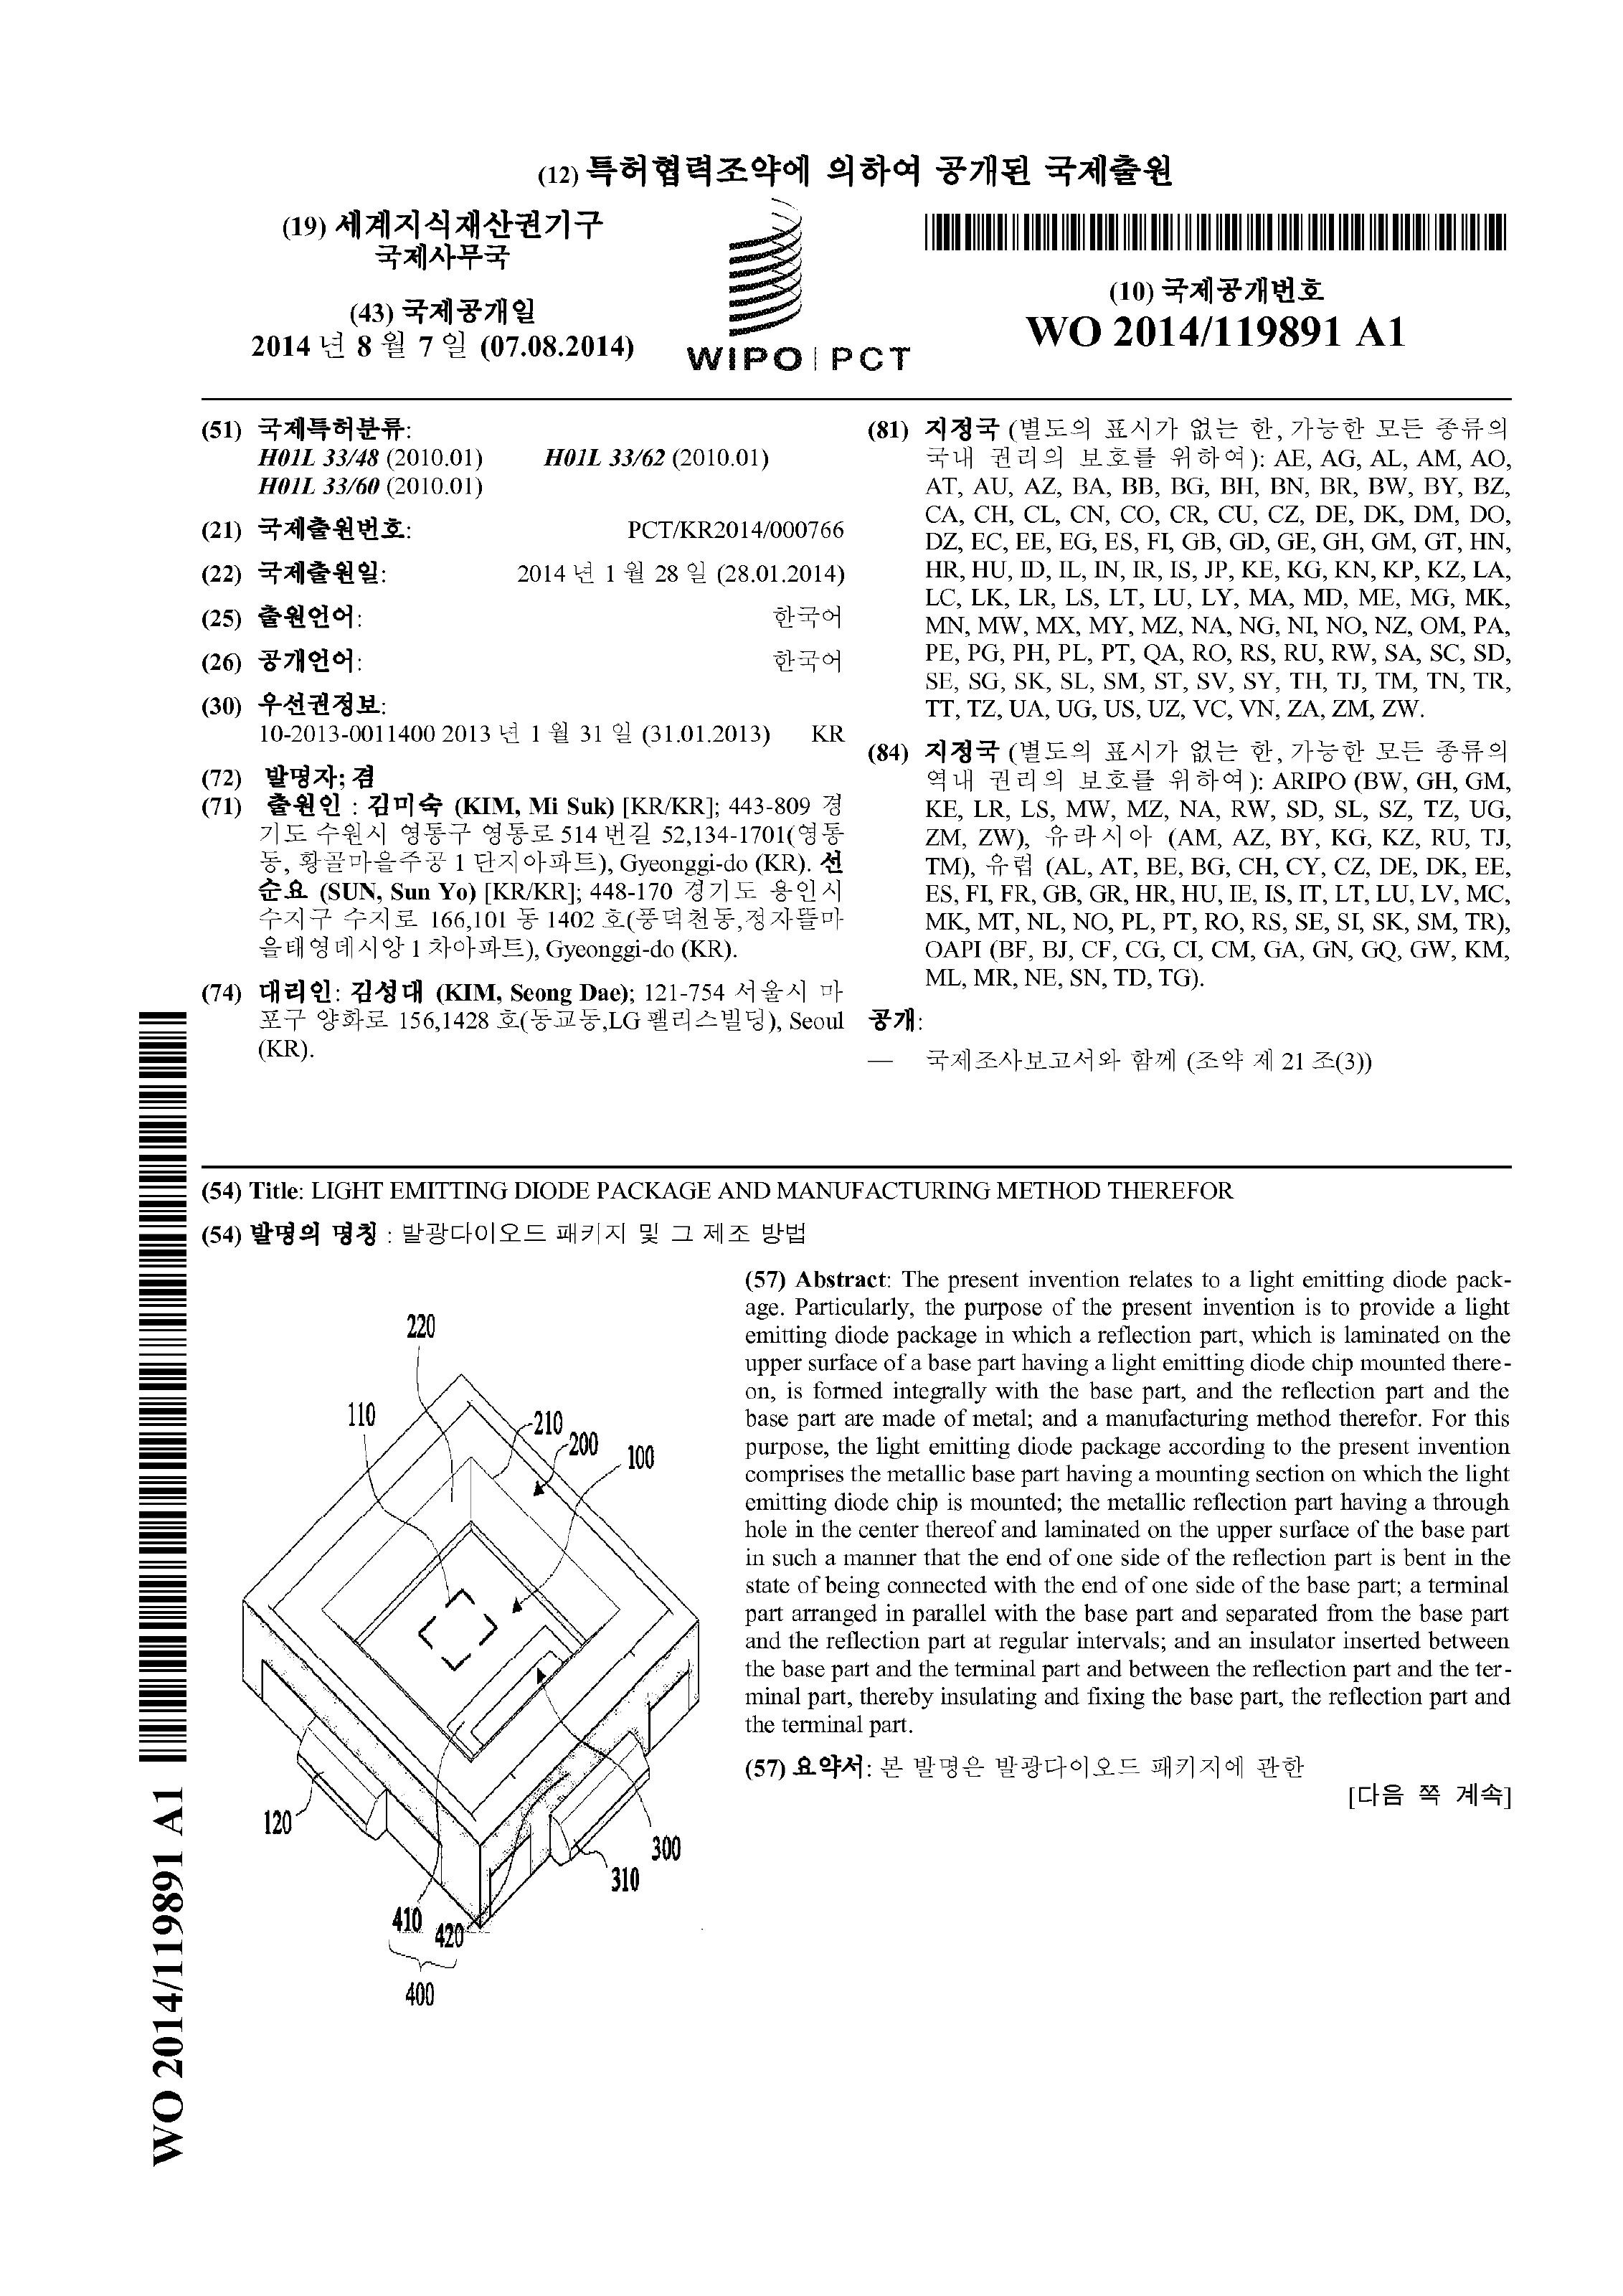 (12) 특허협력조약에 의하여 공개된 국제출원
(19) 세계지식재산권기구
국제사무국
(43) 국제공개일
2014 년 8 월 7 일 (07.08.2014)
WIPO | PCT
(10) 국제공개번호
WO 2014/119891 A1
(51) 국제특허분류:
H01L 33/48 (2010.01) H01L 33/62 (2010.01)
H01L 33/60 (2010.01)
(21) 국제출원번호: PCT/KR2014/000766
(22) 국제출원일: 2014 년 1 월 28 일 (28.01.2014)
(25) 출원언어: 한국어
(26) 공개언어: 한국어
(30) 우선권정보:
10-2013-0011400 2013 년 1 월 31 일 (31.01.2013) KR
(72) 발명자; 겸
(71) 출원인 : 김미숙 (KIM, Mi Suk) [KR/KR]; 443-809 경
기도 수원시 영통구 영통로 514 번길 52,134-1701(영통
동, 황골마을주공 1 단지아파트), Gyeonggi-do (KR). 선
순요 (SUN, Sun Yo) [KR/KR]; 448-170 경기도 용인시
수지구 수지로 166,101 동 1402 호(풍덕천동,정자뜰마
을태영데시앙 1 차아파트), Gyeonggi-do (KR).
(74) 대리인: 김성대 (KIM, Seong Dae); 121-754 서울시 마
포구 양화로 156,1428 호(동교동,LG 팰리스빌딩), Seoul
(KR).
(81) 지정국 (별도의 표시가 없는 한, 가능한 모든 종류의
국내 권리의 보호를 위하여): AE, AG, AL, AM, AO,
AT, AU, AZ, BA, BB, BG, BH, BN, BR, BW, BY, BZ,
CA, CH, CL, CN, CO, CR, CU, CZ, DE, DK, DM, DO,
DZ, EC, EE, EG, ES, FI, GB, GD, GE, GH, GM, GT, HN,
HR, HU, ID, IL, IN, IR, IS, JP, KE, KG, KN, KP, KZ, LA,
LC, LK, LR, LS, LT, LU, LY, MA, MD, ME, MG, MK,
MN, MW, MX, MY, MZ, NA, NG, NI, NO, NZ, OM, PA,
PE, PG, PH, PL, PT, QA, RO, RS, RU, RW, SA, SC, SD,
SE, SG, SK, SL, SM, ST, SV, SY, TH, TJ, TM, TN, TR,
TT, TZ, UA, UG, US, UZ, VC, VN, ZA, ZM, ZW.
(84) 지정국 (별도의 표시가 없는 한, 가능한 모든 종류의
역내 권리의 보호를 위하여): ARIPO (BW, GH, GM,
KE, LR, LS, MW, MZ, NA, RW, SD, SL, SZ, TZ, UG,
ZM, ZW), 유라시아 (AM, AZ, BY, KG, KZ, RU, TJ,
TM), 유럽 (AL, AT, BE, BG, CH, CY, CZ, DE, DK, EE,
ES, FI, FR, GB, GR, HR, HU, IE, IS, IT, LT, LU, LV, MC,
MK, MT, NL, NO, PL, PT, RO, RS, SE, SI, SK, SM, TR),
OAPI (BF, BJ, CF, CG, CI, CM, GA, GN, GQ, GW, KM,
ML, MR, NE, SN, TD, TG).
공개:
— 국제조사보고서와 함께 (조약 제 21 조(3))
(54) Title: LIGHT EMITTING DIODE PACKAGE AND MANUFACTURING METHOD THEREFOR
(54) 발명의 명칭 : 발광다이오드 패키지 및 그 제조 방법
220
110
210
200
100
120
300
310
410
420
400
(57) Abstract: The present invention relates to a light emitting diode pack-
age. Particularly, the purpose of the present invention is to provide a light
emitting diode package in which a reflection part, which is laminated on the
upper surface of a base part having a light emitting diode chip mounted there-
on, is formed integrally with the base part, and the reflection part and the
base part are made of metal; and a manufacturing method therefor. For this
purpose, the light emitting diode package according to the present invention
comprises the metallic base part having a mounting section on which the light
emitting diode chip is mounted; the metallic reflection part having a through
hole in the center thereof and laminated on the upper surface of the base part
in such a manner that the end of one side of the reflection part is bent in the
state of being connected with the end of one side of the base part; a terminal
part arranged in parallel with the base part and separated from the base part
and the reflection part at regular intervals; and an insulator inserted between
the base part and the terminal part and between the reflection part and the ter-
minal part, thereby insulating and fixing the base part, the reflection part and
the terminal part.
(57) 요약서: 본 발명은 발광다이오드 패키지에 관한
[다음 쪽 계속]
WO 2014/119891 A1